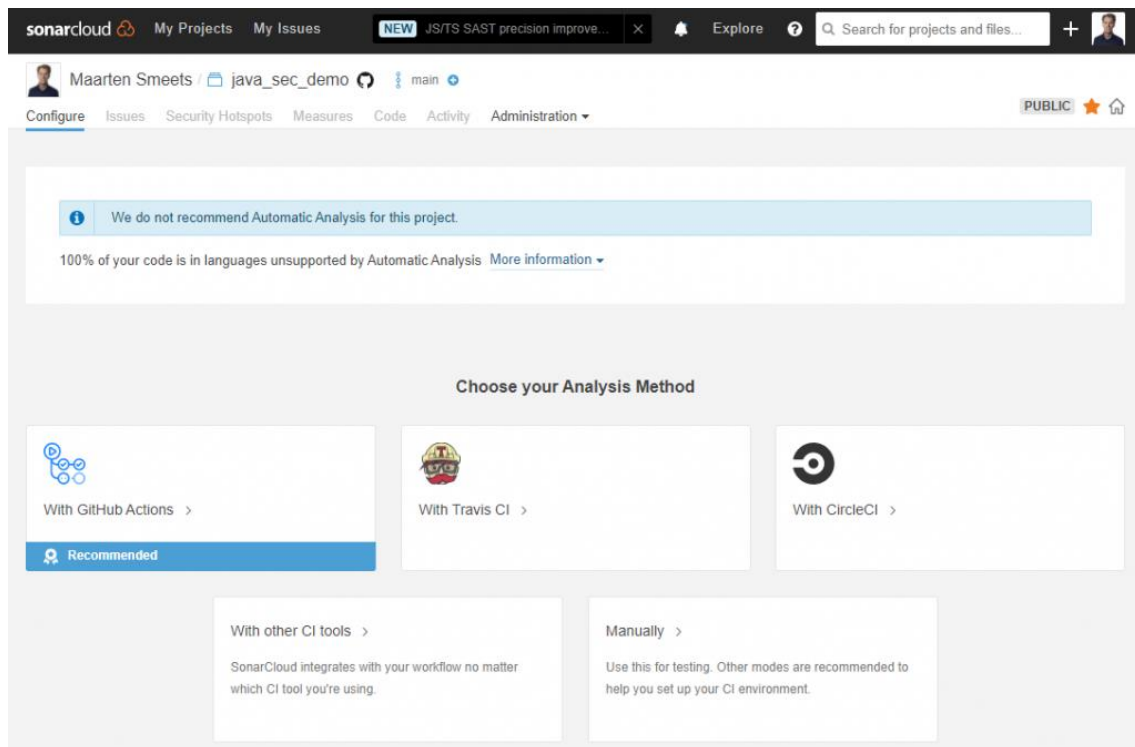 sonarcloud My Projects My Issues NEW JS/TS SAST precision improve... Explore ? Search for projects and files... +
Maarten Smeets / java_sec_demo main
PUBLIC
Configure Issues Security Hotspots Measures Code Activity Administration
We do not recommend Automatic Analysis for this project.
100% of your code is in languages unsupported by Automatic Analysis More information
Choose your Analysis Method
With GitHub Actions >
Recommended
With Travis CI >
With CircleCI >
With other CI tools >
SonarCloud integrates with your workflow no matter
which CI tool you're using.
Manually >
Use this for testing. Other modes are recommended to
help you set up your CI environment.